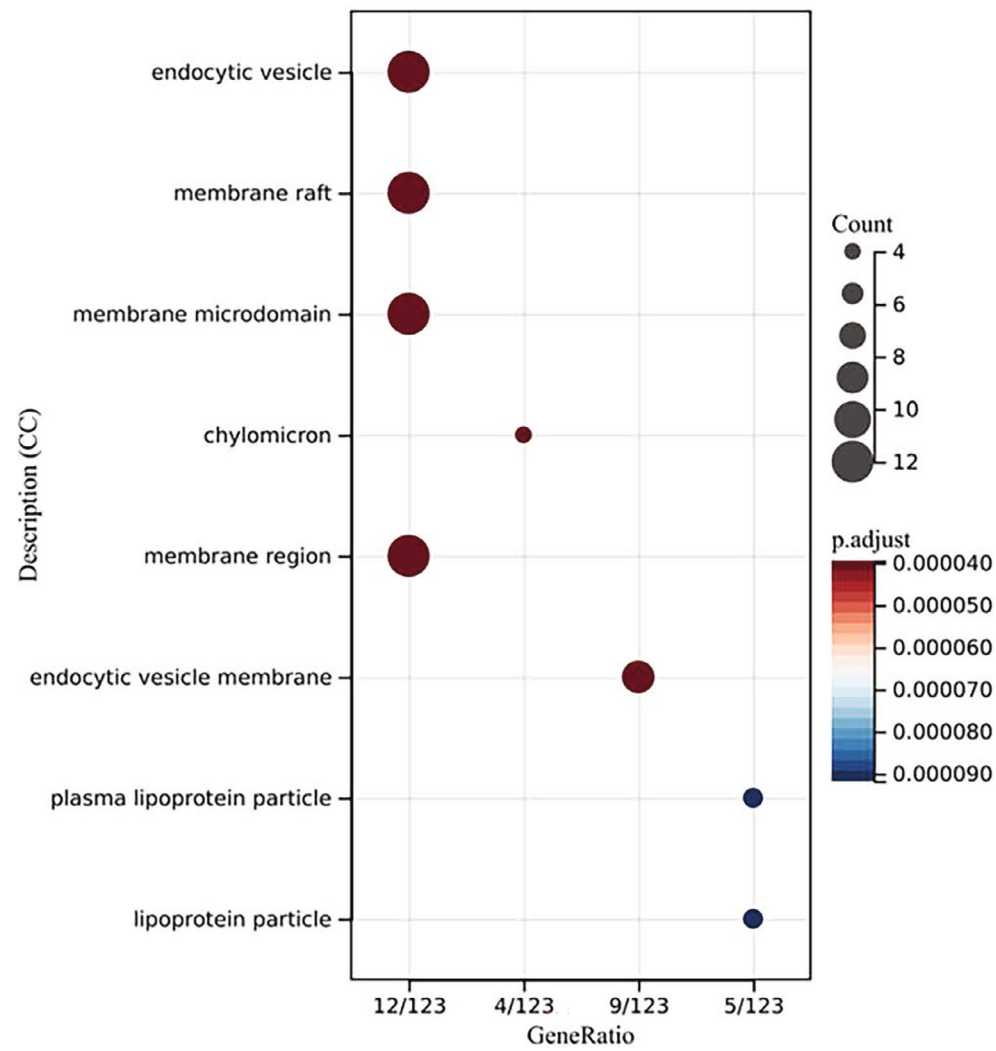 endocytic vesicle
membrane raft
membrane microdomain
chylomicron
membrane region
endocytic vesicle membrane
plasma lipoprotein particle
lipoprotein particle
Description (CC)
12/123 4/123 9/123 5/123
GeneRatio
Count
4
6
8
10
12
p.adjust
0.000040
0.000050
0.000060
0.000070
0.000080
0.000090